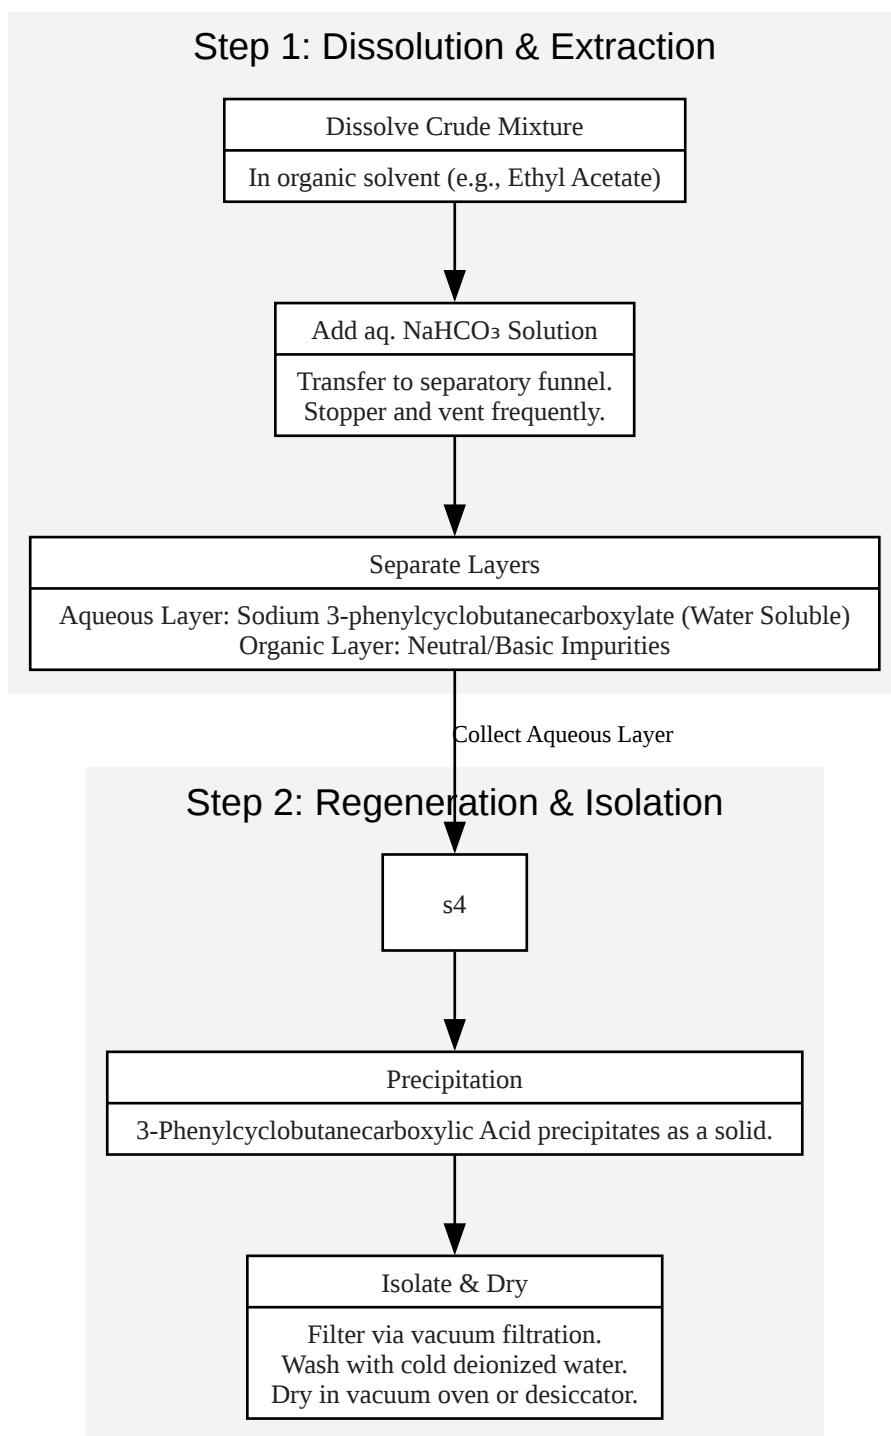 Step 1: Dissolution & Extraction
Dissolve Crude Mixture
In organic solvent (e.g., Ethyl Acetate)
Add aq. NaHCO₃ Solution
Transfer to separatory funnel.
Stopper and vent frequently.
Separate Layers
Aqueous Layer: Sodium 3-phenylcyclobutanecarboxylate (Water Soluble)
Organic Layer: Neutral/Basic Impurities
Collect Aqueous Layer
Step 2: Regeneration & Isolation
s4
Precipitation
3-Phenylcyclobutanecarboxylic Acid precipitates as a solid.
Isolate & Dry
Filter via vacuum filtration.
Wash with cold deionized water.
Dry in vacuum oven or desiccator.